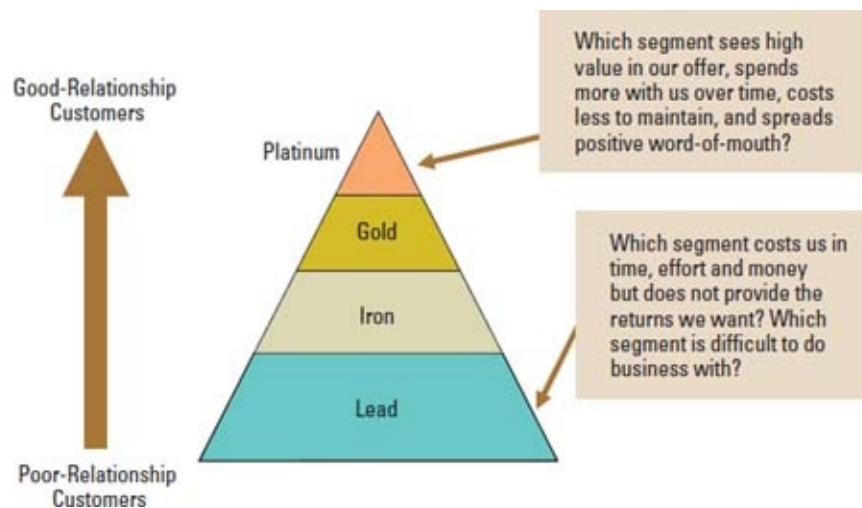 Which segment sees high
value in our offer, spends
more with us over time, costs
less to maintain, and spreads
positive word-of-mouth?
Good-Relationship
Customers
Platinum
Gold
Which segment costs us in
time, effort and money
but does not provide the
returns we want? Which
segment is difficult to do
business with?
Iron
Lead
Poor-Relationship
Customers